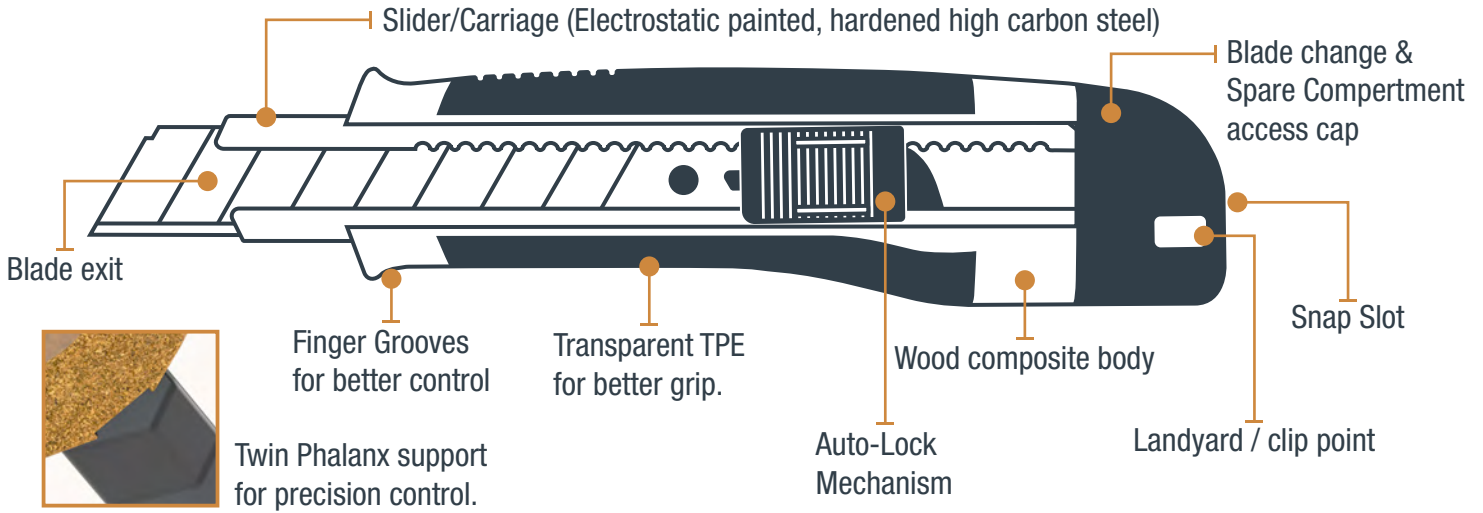 Slider/Carriage (Electrostatic painted, hardened high carbon steel)
Blade change &
Spare Compertment
access cap
Blade exit
Snap Slot
Finger Grooves
for better control
Transparent TPE
for better grip.
Wood composite body
Auto-Lock
Mechanism
Landyard / clip point
Twin Phalanx support
for precision control.